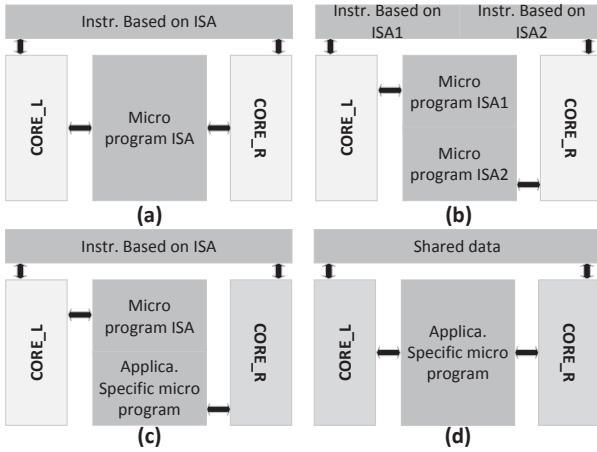 Instr. Based on ISA
CORE_L
Micro
program ISA
CORE_R
(a)
Instr. Based on
ISA1
Instr. Based on
ISA2
CORE_L
Micro
program ISA1
Micro
program ISA2
CORE_R
(b)
Instr. Based on ISA
CORE_L
Micro
program ISA
Applica.
Specific micro
program
CORE_R
(c)
Shared data
CORE_L
Applica.
Specific micro
program
CORE_R
(d)